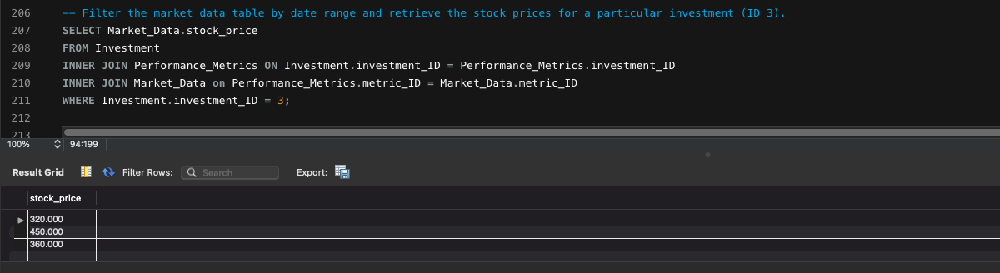 206 -- Filter the market data table by date range and retrieve the stock prices for a particular investment (ID 3).
207 SELECT Market_Data.stock_price
208 FROM Investment
209 INNER JOIN Performance_Metrics ON Investment.investment_ID = Performance_Metrics.investment_ID
210 INNER JOIN Market_Data on Performance_Metrics.metric_ID = Market_Data.metric_ID
211 WHERE Investment.investment_ID = 3;
212
213
100% 94:199
Result Grid Filter Rows: Search Export:
stock_price
320.000
450.000
360.000